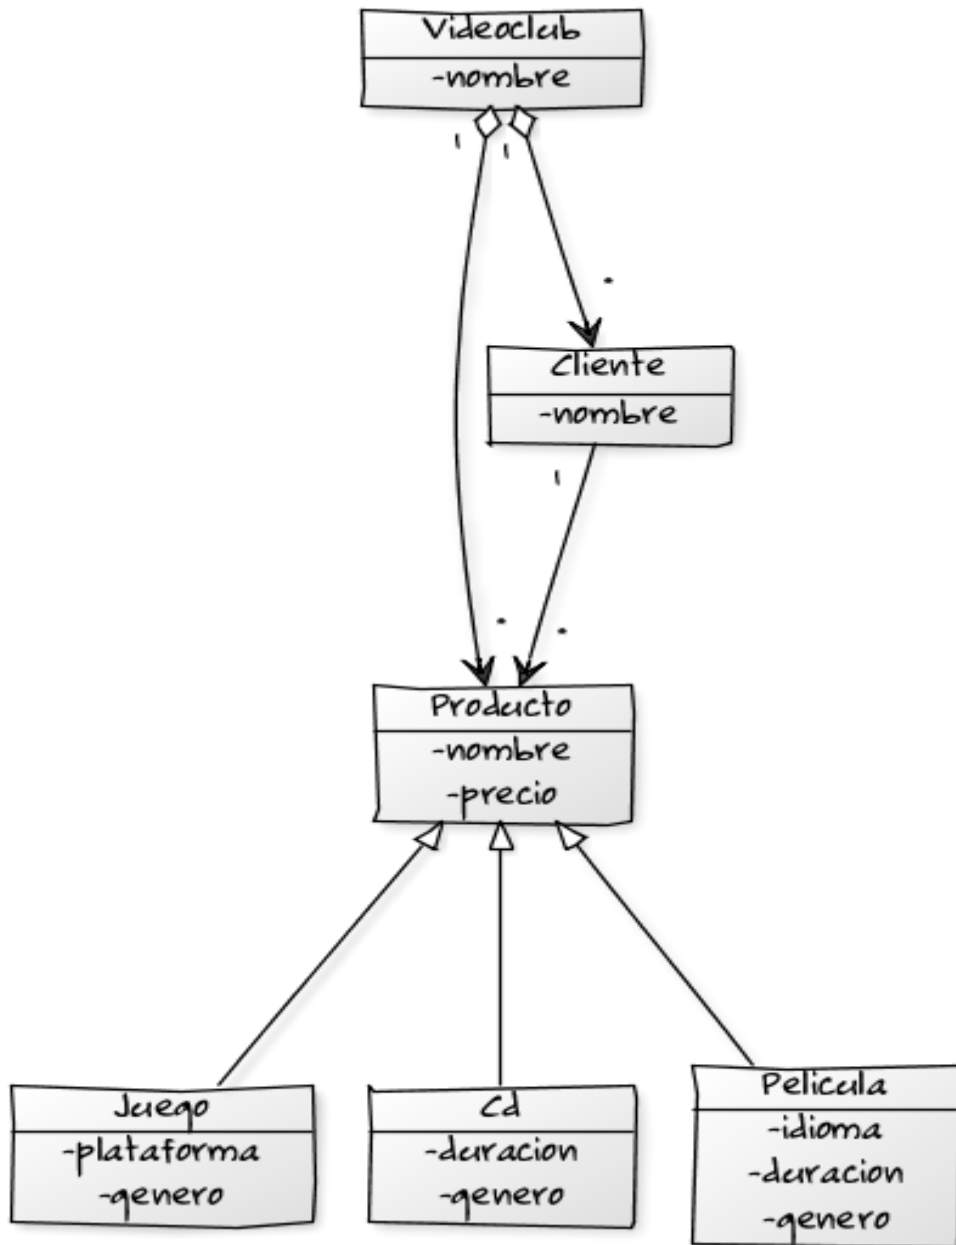 Videoclub
-nombre
1
1
*
Cliente
-nombre
1
*
*
Producto
-nombre
-precio
Juego
-plataforma
-genero
Cd
-duracion
-genero
Pelicula
-idioma
-duracion
-genero